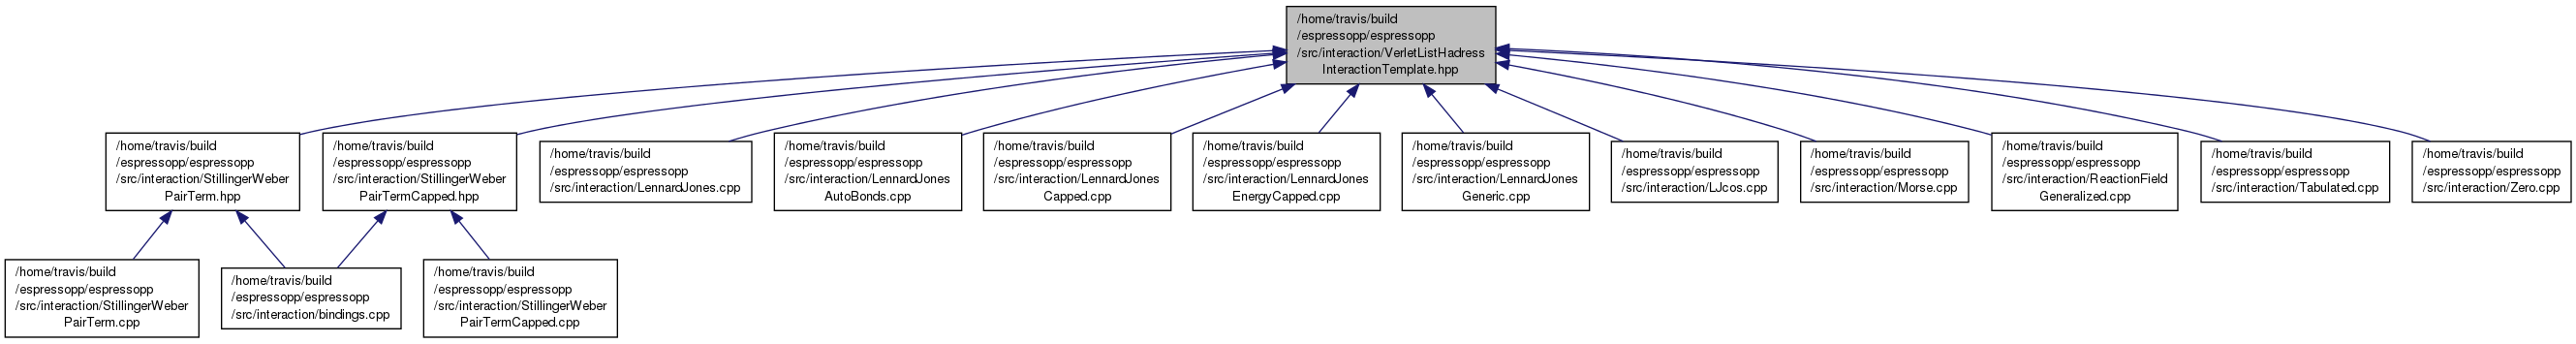 /home/travis/build
/espressopp/espressopp
/src/interaction/VerletListHadress
InteractionTemplate.hpp
/home/travis/build
/espressopp/espressopp
/src/interaction/StillingerWeber
PairTerm.hpp
/home/travis/build
/espressopp/espressopp
/src/interaction/StillingerWeber
PairTermCapped.hpp
/home/travis/build
/espressopp/espressopp
/src/interaction/LennardJones.cpp
/home/travis/build
/espressopp/espressopp
/src/interaction/LennardJones
AutoBonds.cpp
/home/travis/build
/espressopp/espressopp
/src/interaction/LennardJones
Capped.cpp
/home/travis/build
/espressopp/espressopp
/src/interaction/LennardJones
EnergyCapped.cpp
/home/travis/build
/espressopp/espressopp
/src/interaction/LennardJones
Generic.cpp
/home/travis/build
/espressopp/espressopp
/src/interaction/LJcos.cpp
/home/travis/build
/espressopp/espressopp
/src/interaction/Morse.cpp
/home/travis/build
/espressopp/espressopp
/src/interaction/ReactionField
Generalized.cpp
/home/travis/build
/espressopp/espressopp
/src/interaction/Tabulated.cpp
/home/travis/build
/espressopp/espressopp
/src/interaction/Zero.cpp
/home/travis/build
/espressopp/espressopp
/src/interaction/StillingerWeber
PairTerm.cpp
/home/travis/build
/espressopp/espressopp
/src/interaction/bindings.cpp
/home/travis/build
/espressopp/espressopp
/src/interaction/StillingerWeber
PairTermCapped.cpp